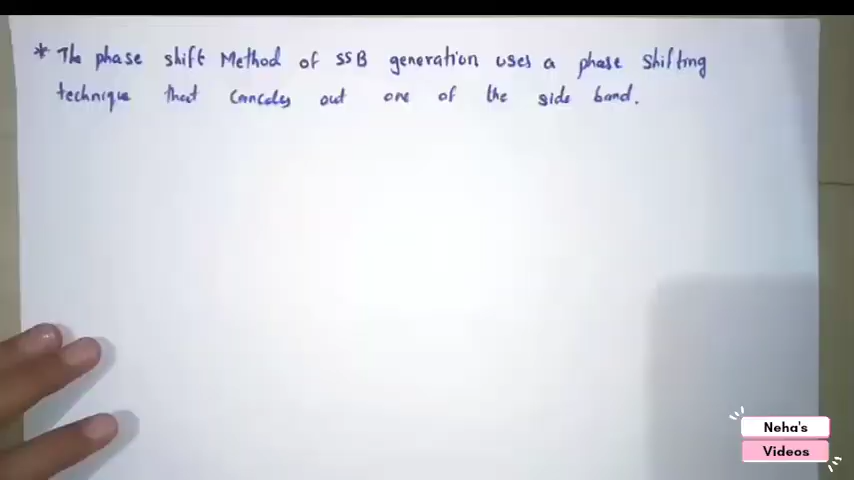 * The phase shift Method of SSB generation uses a phase shifting
technique that cancels out one of the side band.
Neha's
Videos